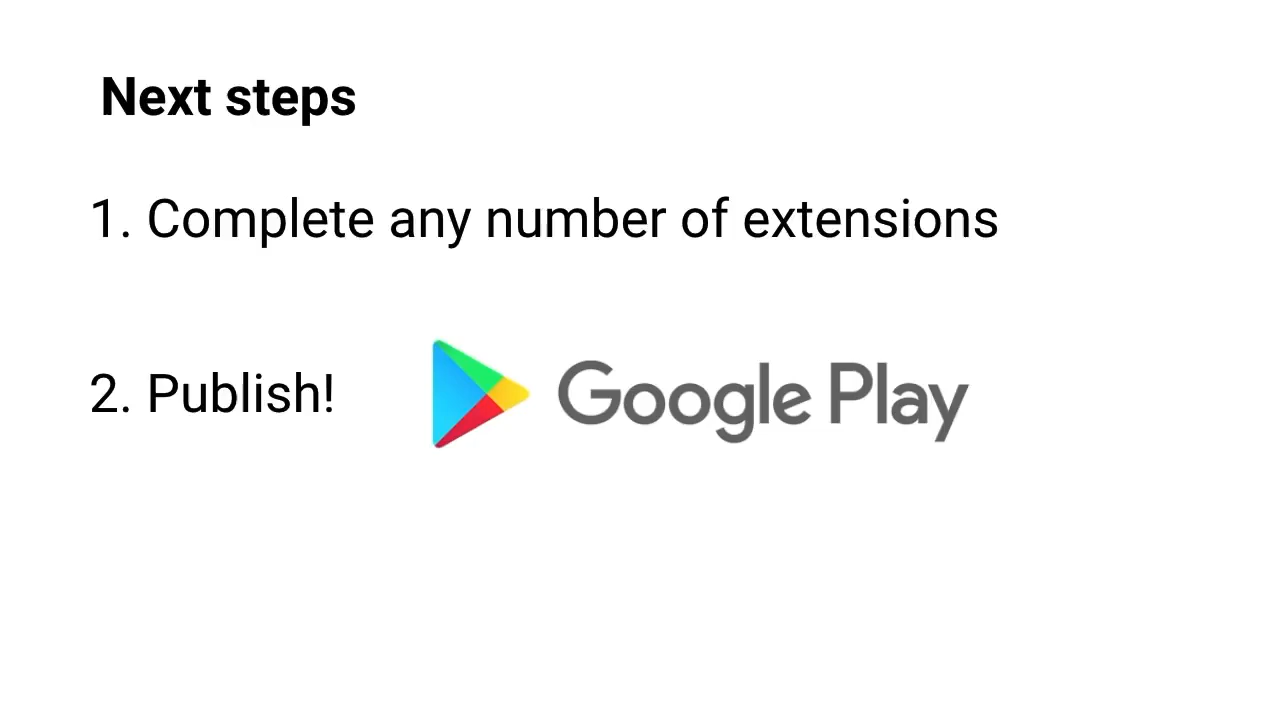 Next steps
1. Complete any number of extensions
2. Publish! Google Play